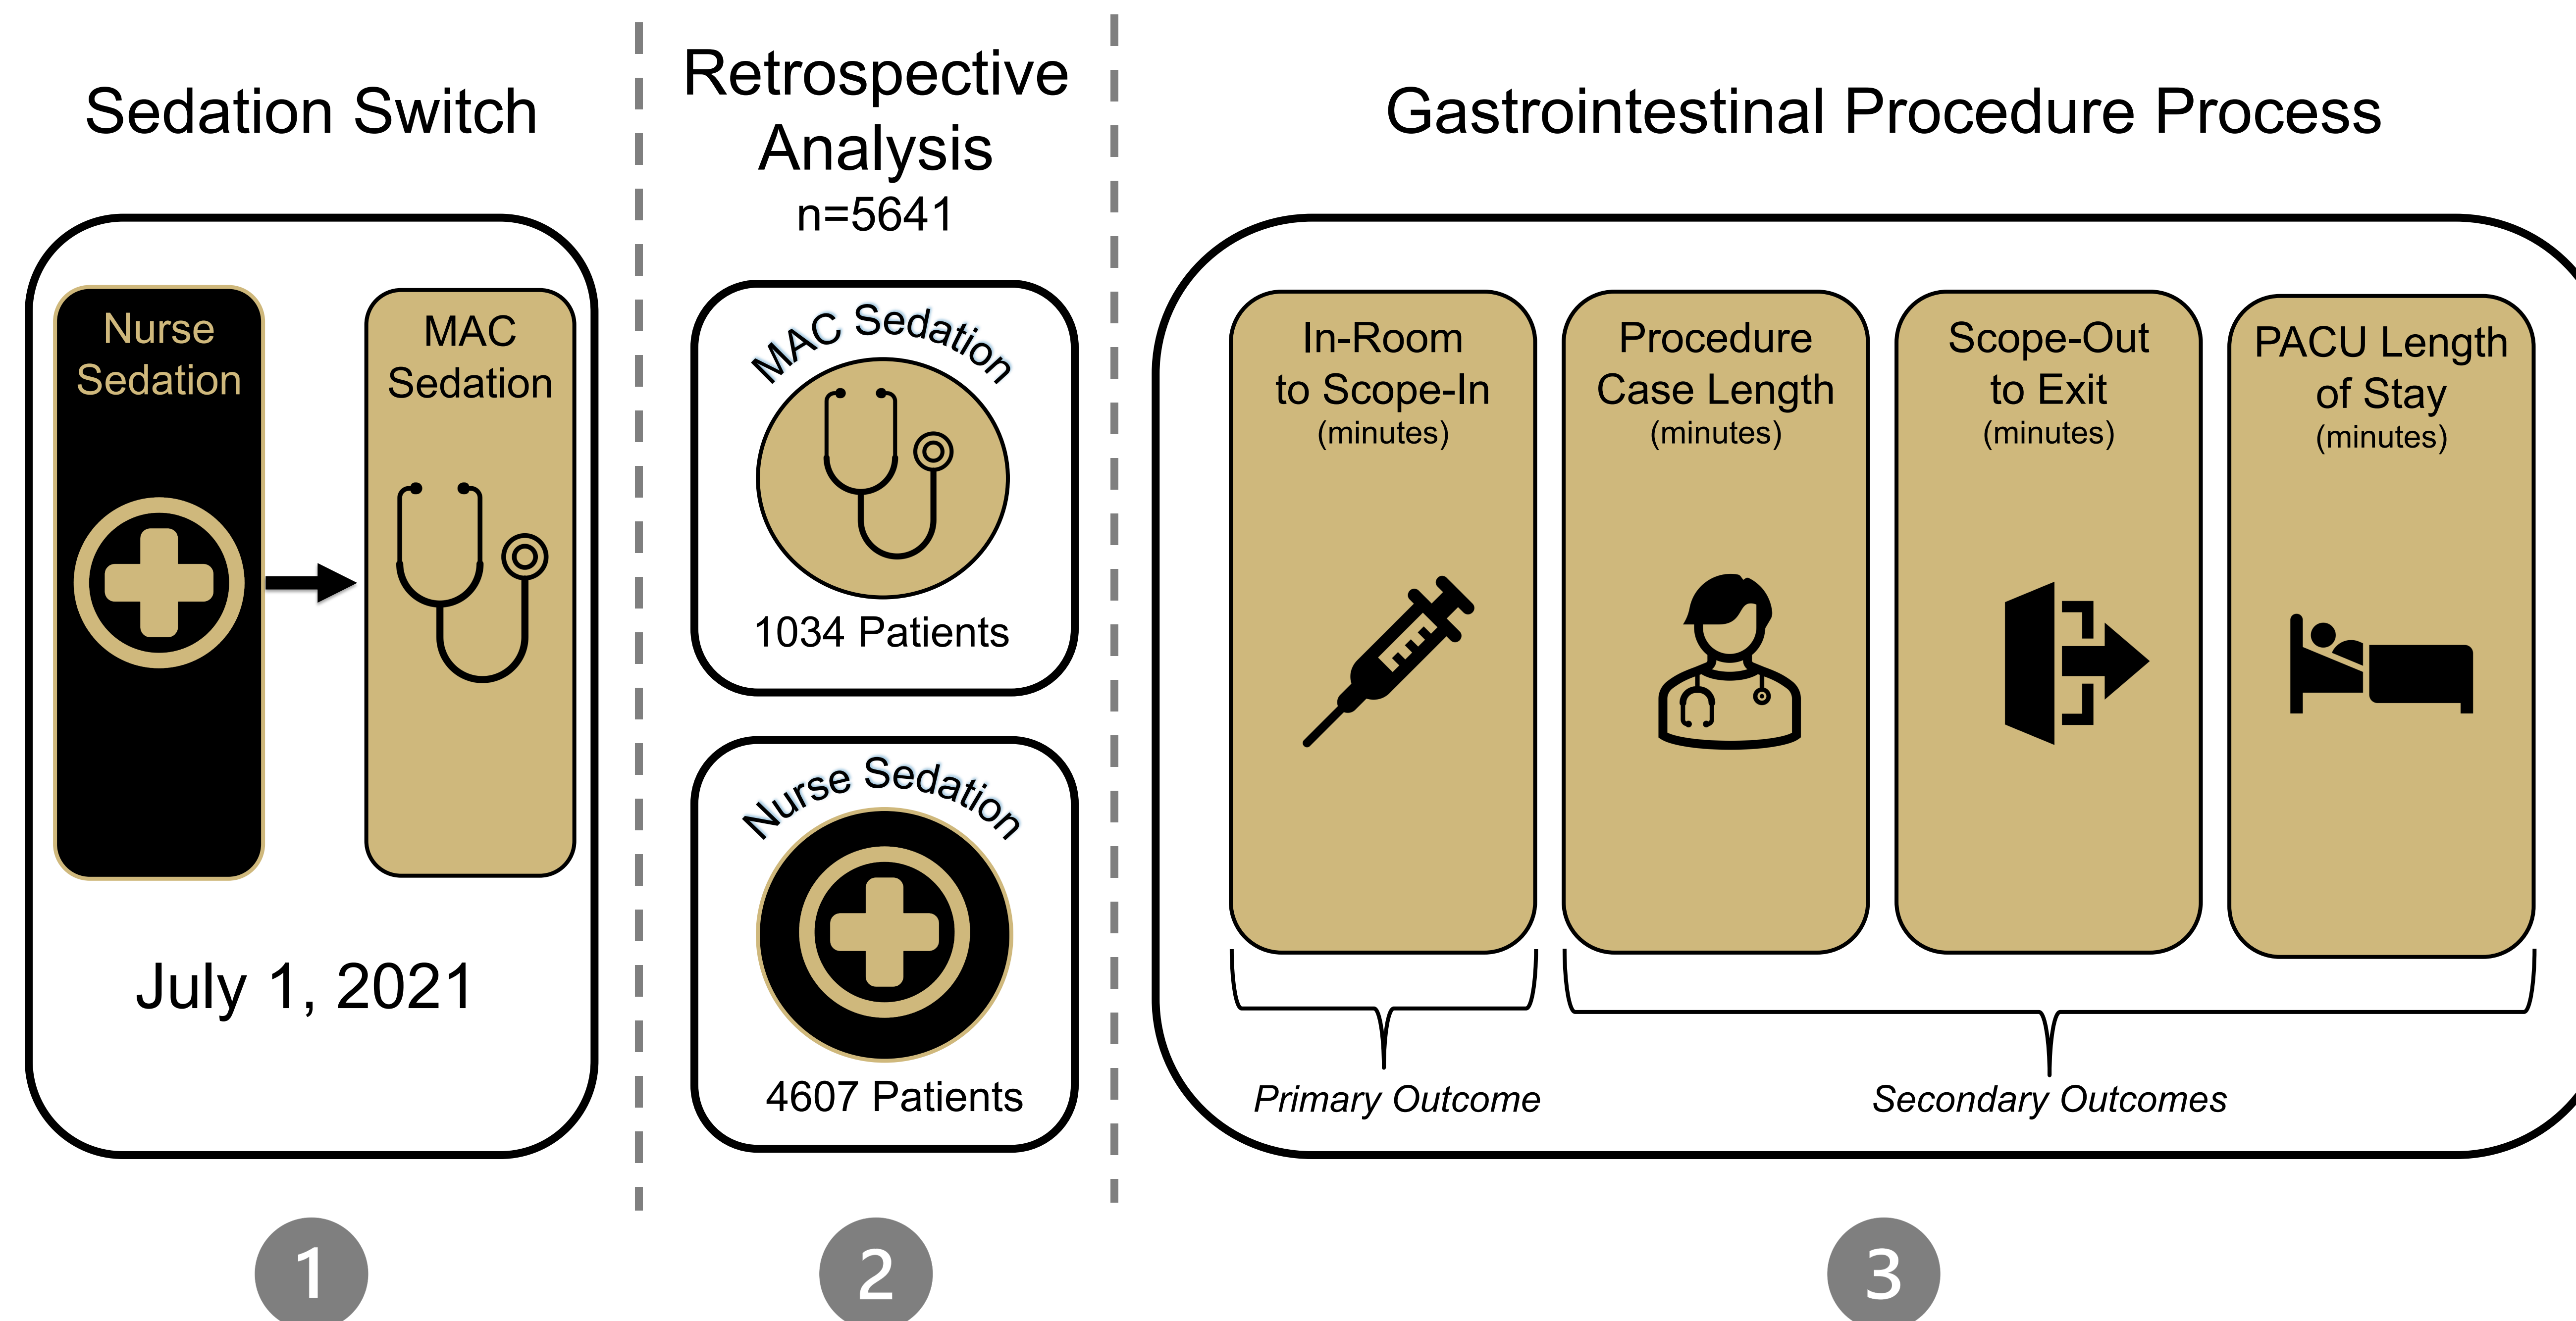 Sedation Switch
Nurse
Sedation
MAC
Sedation
July 1, 2021
1
Retrospective
Analysis
n=5641
MAC Sedation
1034 Patients
Nurse Sedation
4607 Patients
2
Gastrointestinal Procedure Process
In-Room
to Scope-In
(minutes)
Procedure
Case Length
(minutes)
Scope-Out
to Exit
(minutes)
PACU Length
of Stay
(minutes)
Primary Outcome
Secondary Outcomes
3